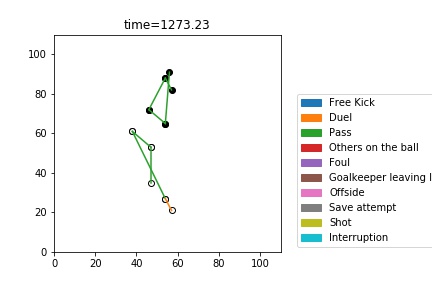 time=1273.23
100
80
60
40
20
0
0 20 40 60 80 100
Free Kick
Duel
Pass
Others on the ball
Foul
Goalkeeper leaving l
Offside
Save attempt
Shot
Interruption